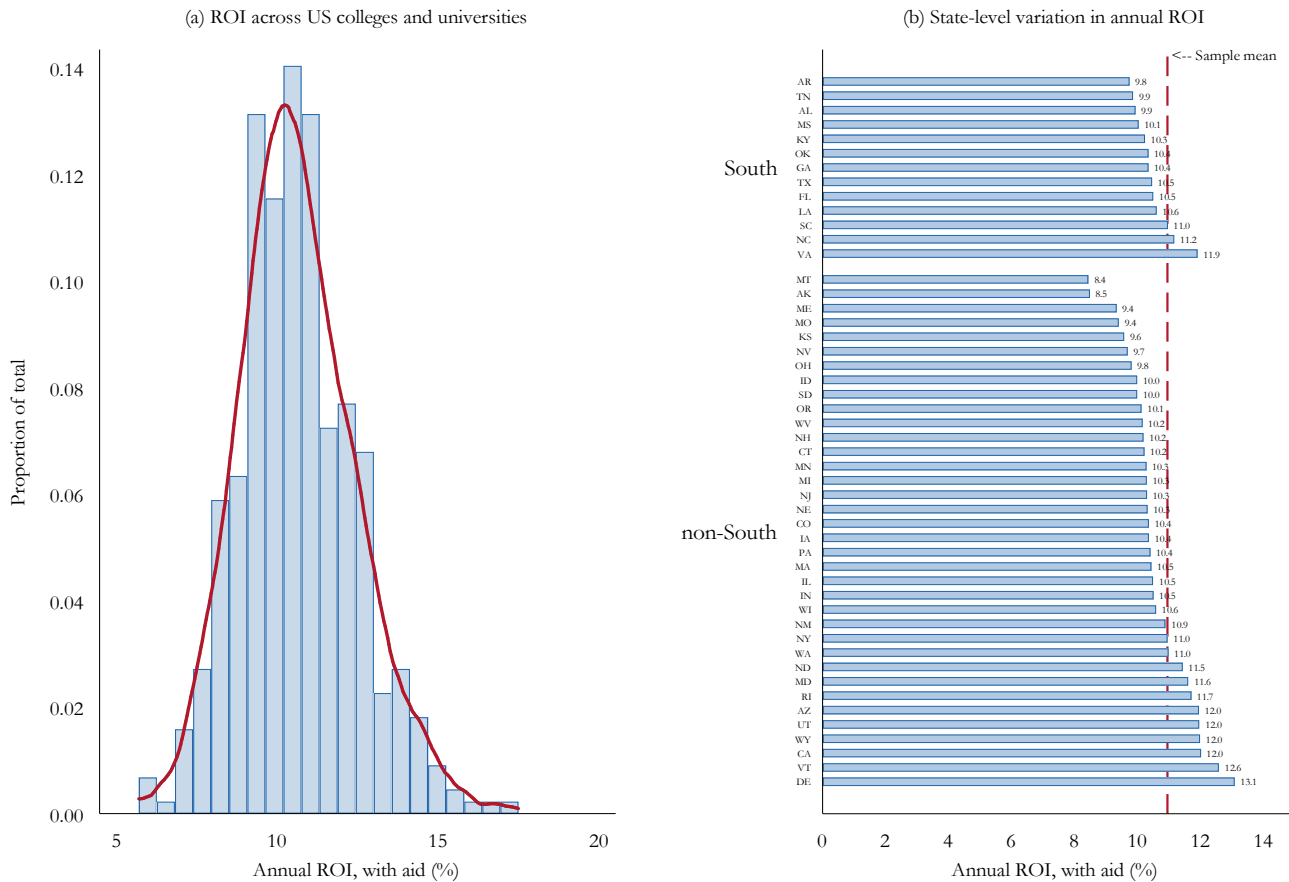 (a) ROI across US colleges and universities
0.14
0.12
0.10
0.08
0.06
0.04
0.02
0.00
Proportion of total
5 10 15 20
Annual ROI, with aid (%)
(b) State-level variation in annual ROI
<-- Sample mean
South
AR 9.8
TN 9.9
AL 9.9
MS 10.1
KY 10.3
OK 10.4
GA 10.4
TX 10.5
FL 10.5
LA 10.6
SC 11.0
NC 11.2
VA 11.9
non-South
MT 8.4
AK 8.5
ME 9.4
MO 9.4
KS 9.6
NV 9.7
OH 9.8
ID 10.0
SD 10.0
OR 10.1
WV 10.2
NH 10.2
CT 10.2
MN 10.3
MI 10.3
NJ 10.3
NE 10.3
CO 10.4
IA 10.4
PA 10.4
MA 10.5
IL 10.5
IN 10.5
WI 10.6
NM 10.9
NY 11.0
WA 11.0
ND 11.5
MD 11.6
RI 11.7
AZ 12.0
UT 12.0
WY 12.0
CA 12.0
VT 12.6
DE 13.1
0 2 4 6 8 10 12 14
Annual ROI, with aid (%)